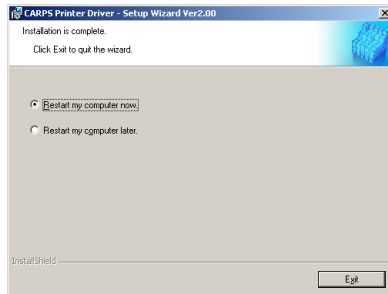 CARPS Printer Driver - Setup Wizard Ver2.00
Installation is complete.
Click Exit to quit the wizard.
Restart my computer now.
Restart my computer later.
InstallShield
Exit